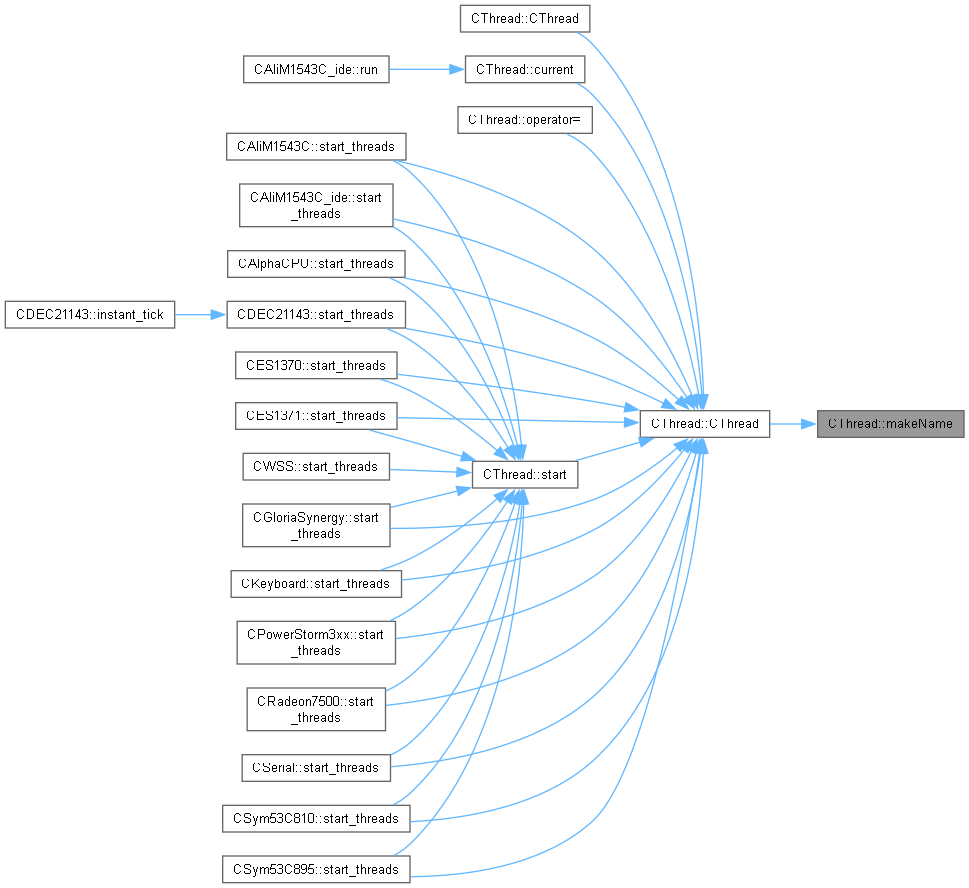 CThread::CThread
CAliM1543C_ide::run
CThread::current
CThread::operator=
CAliM1543C::start_threads
CAliM1543C_ide::start
_threads
CAlphaCPU::start_threads
CDEC21143::instant_tick
CDEC21143::start_threads
CES1370::start_threads
CES1371::start_threads
CThread::CThread
CThread::makeName
CWSS::start_threads
CThread::start
CGloriaSynergy::start
_threads
CKeyboard::start_threads
CPowerStorm3xx::start
_threads
CRadeon7500::start
_threads
CSerial::start_threads
CSym53C810::start_threads
CSym53C895::start_threads